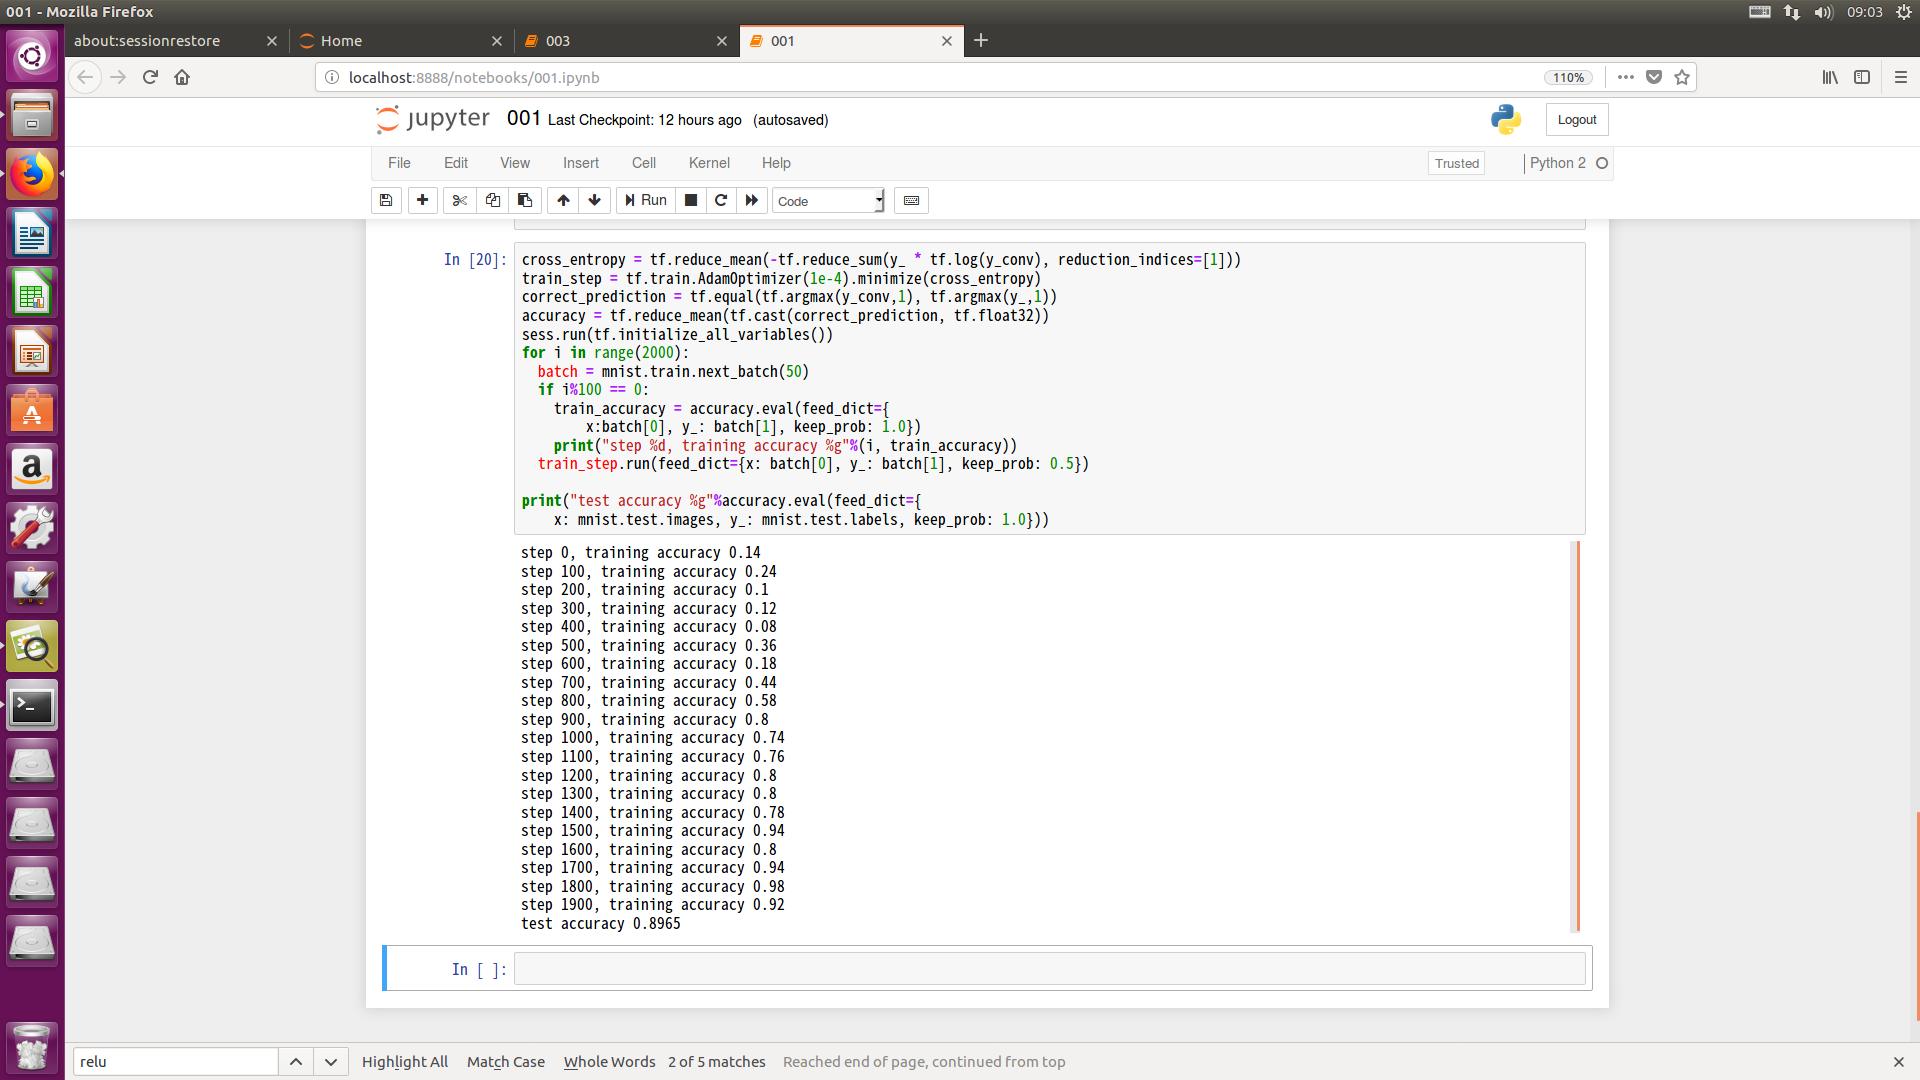 001 - Mozilla Firefox
09:03
about:sessionrestore
Home
003
001
localhost:8888/notebooks/001.ipynb
110%
jupyter 001 Last Checkpoint: 12 hours ago (autosaved)
Logout
File Edit View Insert Cell Kernel Help
Trusted
Python 2
Run
Code
In [20]:
cross_entropy = tf.reduce_mean(-tf.reduce_sum(y_ * tf.log(y_conv), reduction_indices=[1]))
train_step = tf.train.AdamOptimizer(1e-4).minimize(cross_entropy)
correct_prediction = tf.equal(tf.argmax(y_conv,1), tf.argmax(y_,1))
accuracy = tf.reduce_mean(tf.cast(correct_prediction, tf.float32))
sess.run(tf.initialize_all_variables())
for i in range(2000):
  batch = mnist.train.next_batch(50)
  if i%100 == 0:
    train_accuracy = accuracy.eval(feed_dict={
        x:batch[0], y_: batch[1], keep_prob: 1.0})
    print("step %d, training accuracy %g"%(i, train_accuracy))
  train_step.run(feed_dict={x: batch[0], y_: batch[1], keep_prob: 0.5})
print("test accuracy %g"%accuracy.eval(feed_dict={
    x: mnist.test.images, y_: mnist.test.labels, keep_prob: 1.0}))
step 0, training accuracy 0.14
step 100, training accuracy 0.24
step 200, training accuracy 0.1
step 300, training accuracy 0.12
step 400, training accuracy 0.08
step 500, training accuracy 0.36
step 600, training accuracy 0.18
step 700, training accuracy 0.44
step 800, training accuracy 0.58
step 900, training accuracy 0.8
step 1000, training accuracy 0.74
step 1100, training accuracy 0.76
step 1200, training accuracy 0.8
step 1300, training accuracy 0.8
step 1400, training accuracy 0.78
step 1500, training accuracy 0.94
step 1600, training accuracy 0.8
step 1700, training accuracy 0.94
step 1800, training accuracy 0.98
step 1900, training accuracy 0.92
test accuracy 0.8965
In [ ]:
relu
Highlight All Match Case Whole Words 2 of 5 matches Reached end of page, continued from top